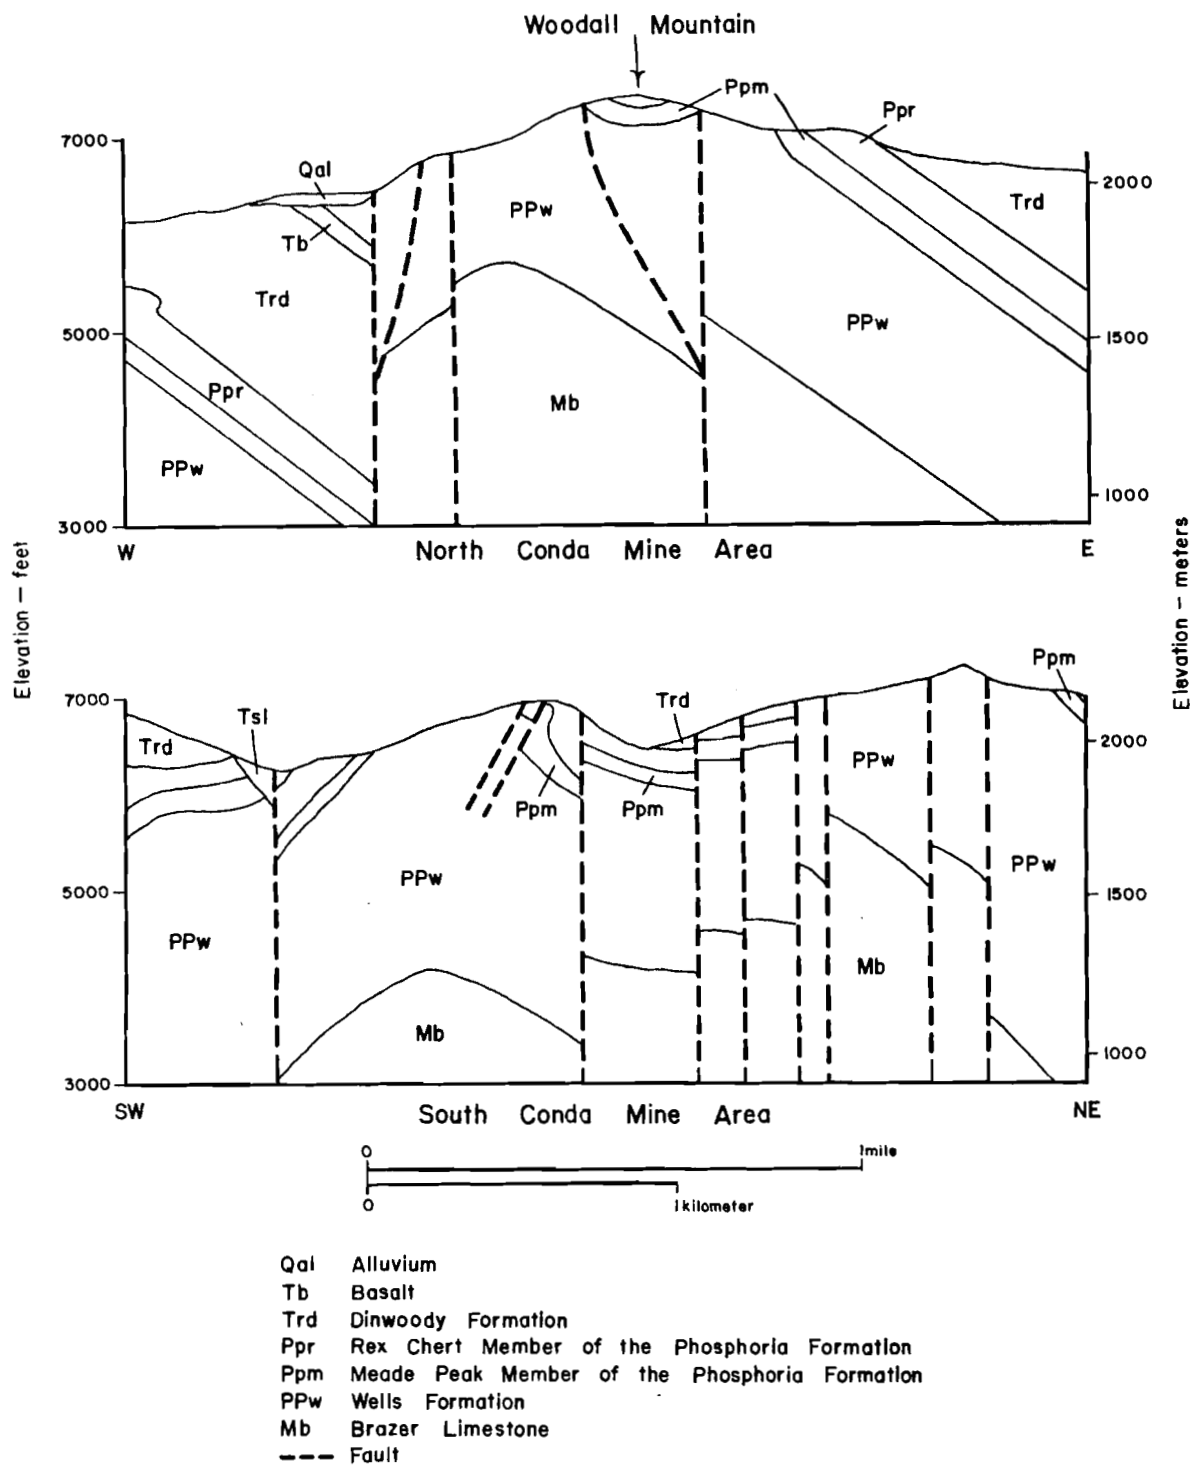 Woodall Mountain
Ppm
Ppr
7000
Qal
2000
PPw
Trd
Tb
Trd
5000
PPw
1500
Ppr
Mb
PPw
1000
3000
W North Conda Mine Area E
Elevation — feet
Elevation — meters
Ppm
7000
Trd
Tsl
2000
Trd
PPw
Ppm
Ppm
PPw
PPw
5000
1500
PPw
Mb
Mb
1000
3000
SW South Conda Mine Area NE
0 1 mile
0 1 kilometer
Qal Alluvium
Tb Basalt
Trd Dinwoody Formation
Ppr Rex Chert Member of the Phosphoria Formation
Ppm Meade Peak Member of the Phosphoria Formation
PPw Wells Formation
Mb Brazer Limestone
Fault